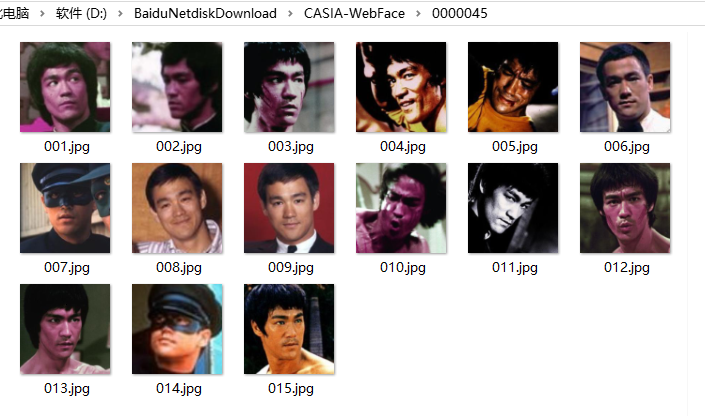 电脑 > 软件 (D:) > BaiduNetdiskDownload > CASIA-WebFace > 0000045
001.jpg 002.jpg 003.jpg 004.jpg 005.jpg 006.jpg
007.jpg 008.jpg 009.jpg 010.jpg 011.jpg 012.jpg
013.jpg 014.jpg 015.jpg